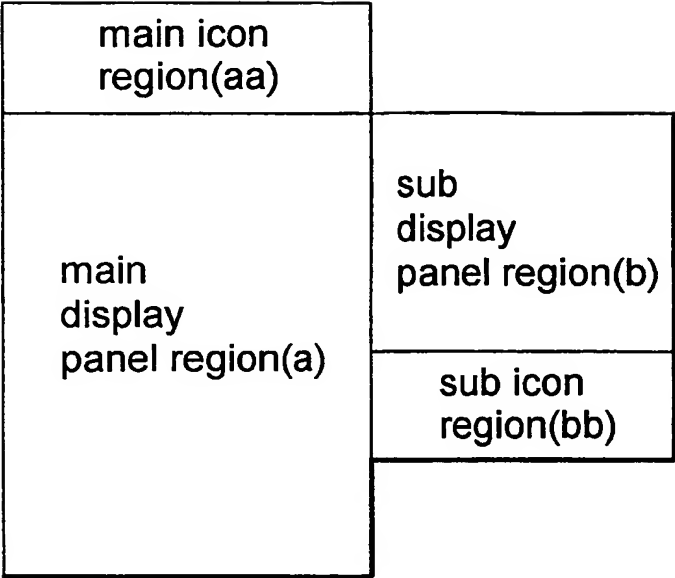 main icon
region(aa)
main
display
panel region(a)
sub
display
panel region(b)
sub icon
region(bb)